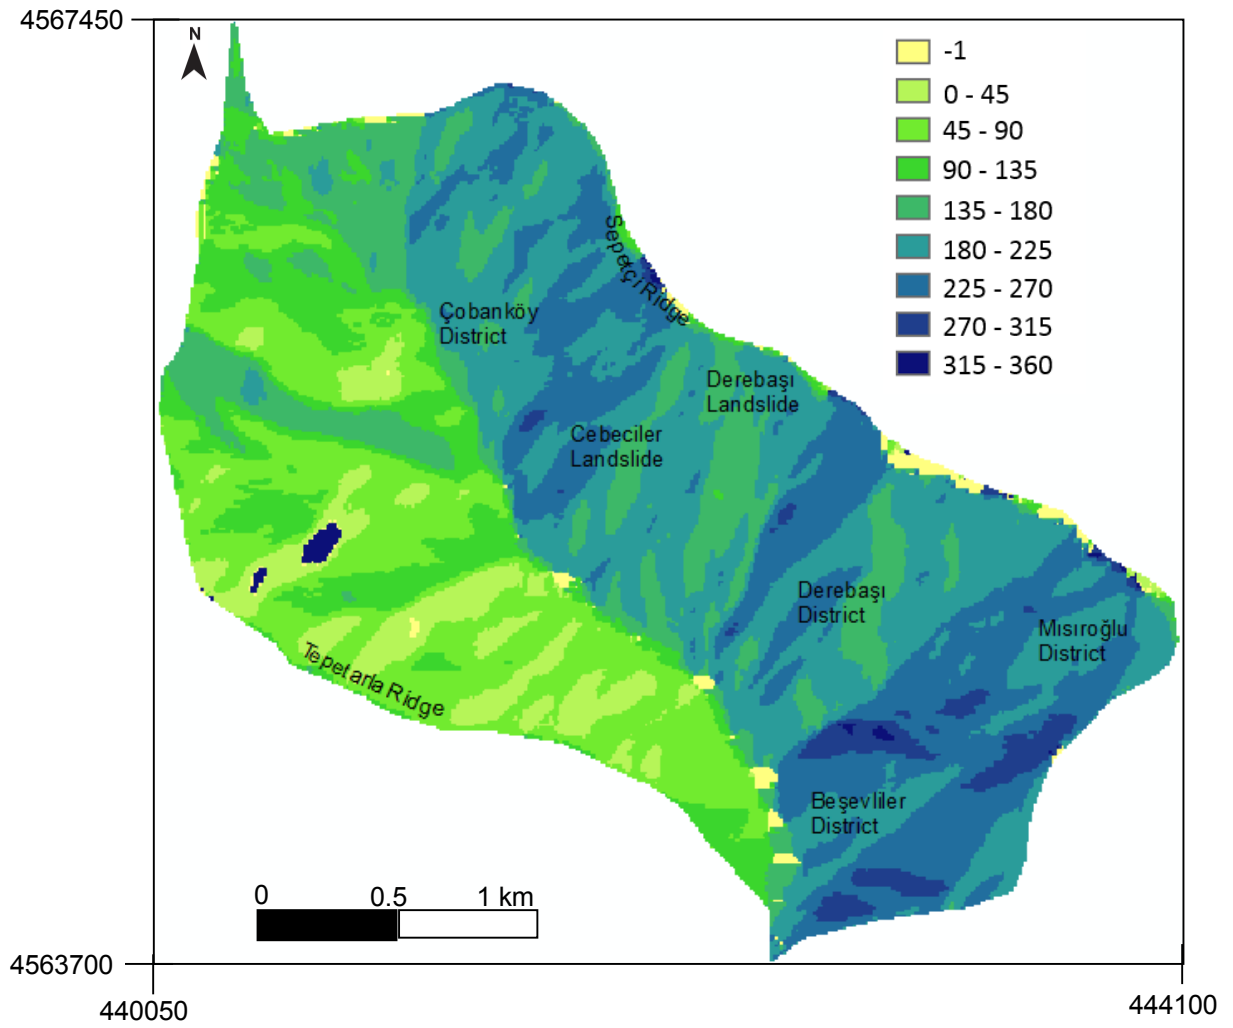 4567450
N
-1
0 - 45
45 - 90
90 - 135
135 - 180
180 - 225
225 - 270
270 - 315
315 - 360
Sepetçi Ridge
Çobanköy
District
Derebaşı
Landslide
Cebeciler
Landslide
Derebaşı
District
Mısıroğlu
District
Tepetarla Ridge
Beşevliler
District
0 0.5 1 km
4563700
440050
444100